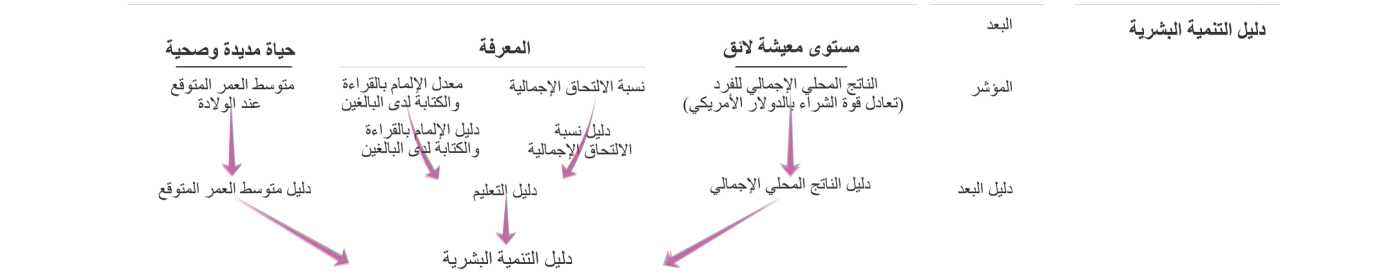 دليل التنمية البشرية
البعد
مستوى معيشة لائق
المعرفة
حياة مديدة وصحية
المؤشر
الناتج المحلي الإجمالي للفرد
(تعادل قوة الشراء بالدولار الأمريكي)
نسبة الالتحاق الإجمالية
معدل الإلمام بالقراءة
والكتابة لدى البالغين
متوسط العمر المتوقع
عند الولادة
دليل نسبة
الالتحاق الإجمالية
دليل الإلمام بالقراءة
والكتابة لدى البالغين
دليل البعد
دليل الناتج المحلي الإجمالي
دليل التعليم
دليل متوسط العمر المتوقع
دليل التنمية البشرية